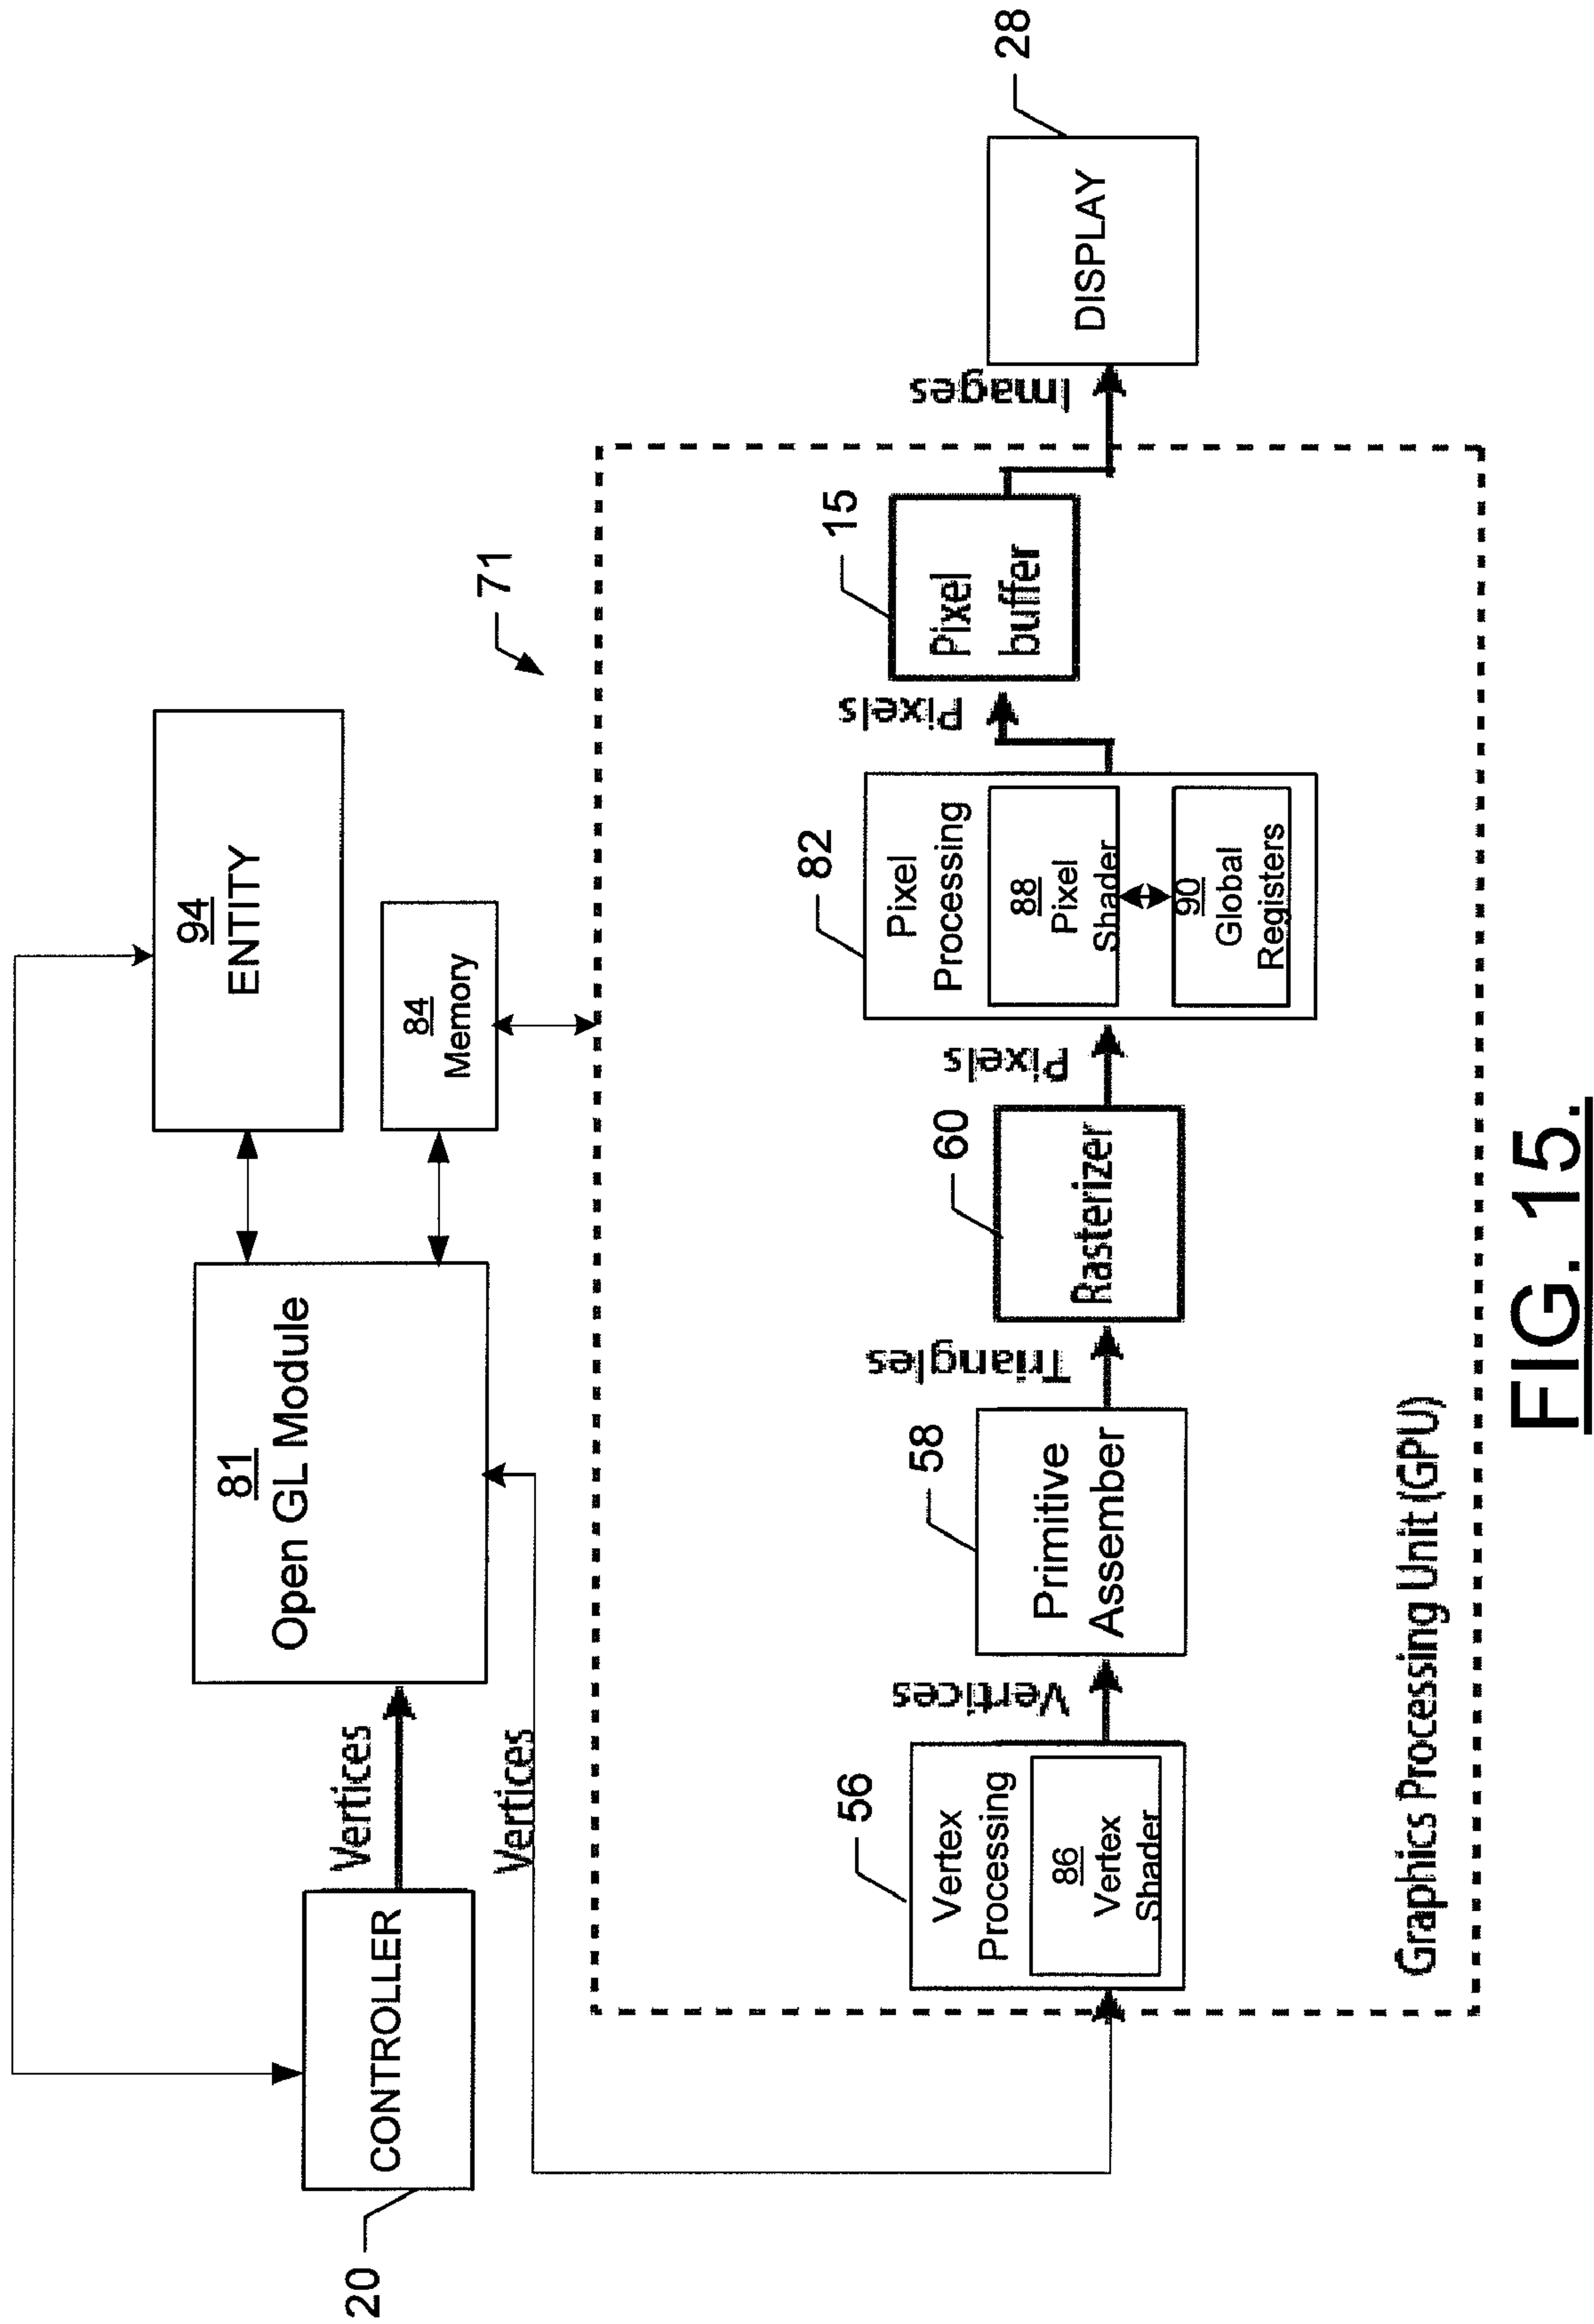 94
ENTITY
84
Memory
71
81
Open GL Module
Vertices
CONTROLLER
20
Vertices
56
Vertex
Processing
86
Vertex
Shader
Vertices
58
Primitive
Assember
Triangles
60
Rasterizer
Pixels
82
Pixel
Processing
88
Pixel
Shader
90
Global
Registers
Pixels
15
Pixel
buffer
Images
28
DISPLAY
Graphics Processing Unit (GPU)
FIG. 15.